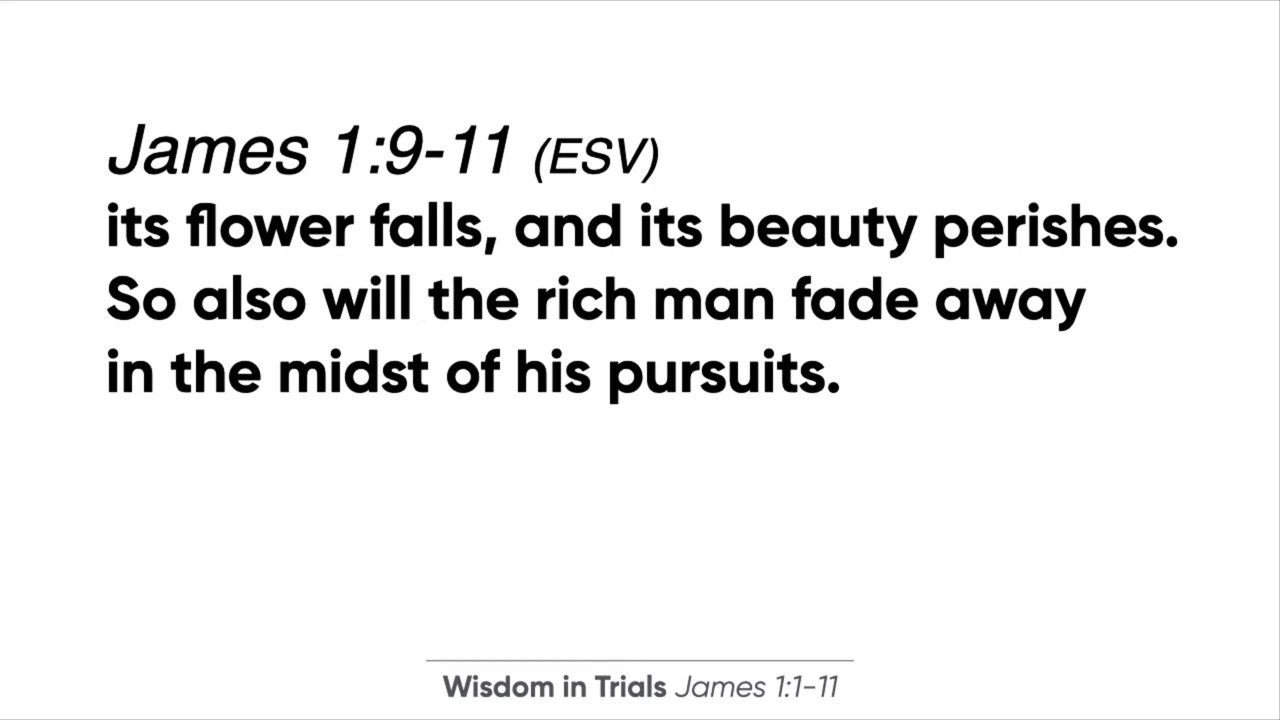 James 1:9-11 (ESV)
its flower falls, and its beauty perishes.
So also will the rich man fade away
in the midst of his pursuits.
Wisdom in Trials James 1:1-11